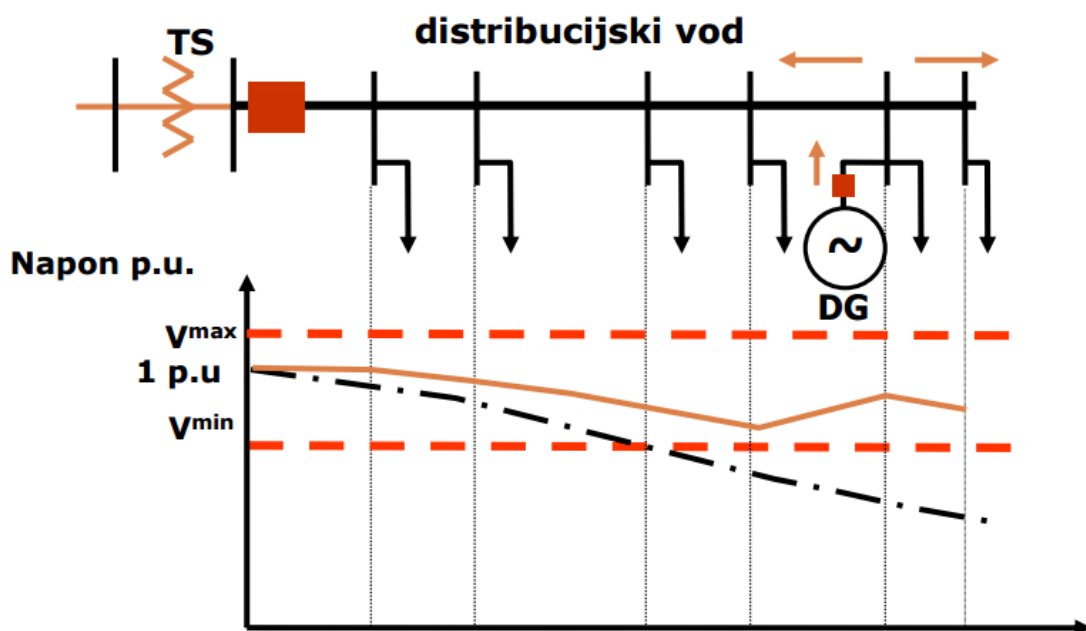 distribucijski vod
TS
~
DG
Napon p.u.
Vmax
1 p.u
Vmin